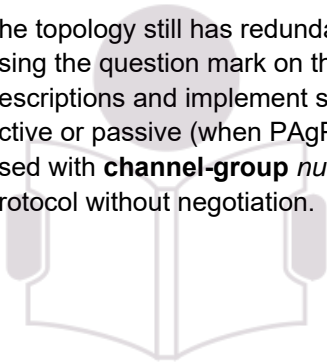 he topology still has redunda
sing the question mark on th
escriptions and implement s
ctive or passive (when PAgP
sed with channel-group nu
rotocol without negotiation.